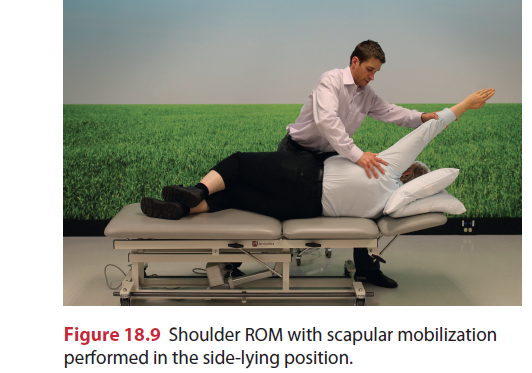 Figure 18.9 Shoulder ROM with scapular mobilization
performed in the side-lying position.